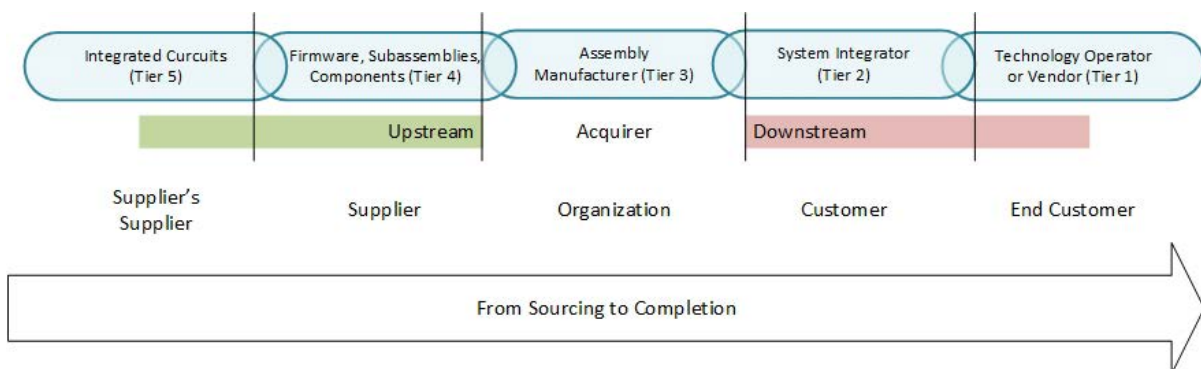 Integrated Curcuits
(Tier 5)
Firmware, Subassemblies,
Components (Tier 4)
Assembly
Manufacturer (Tier 3)
System Integrator
(Tier 2)
Technology Operator
or Vendor (Tier 1)
Upstream
Acquirer
Downstream
Supplier’s
Supplier
Supplier
Organization
Customer
End Customer
From Sourcing to Completion